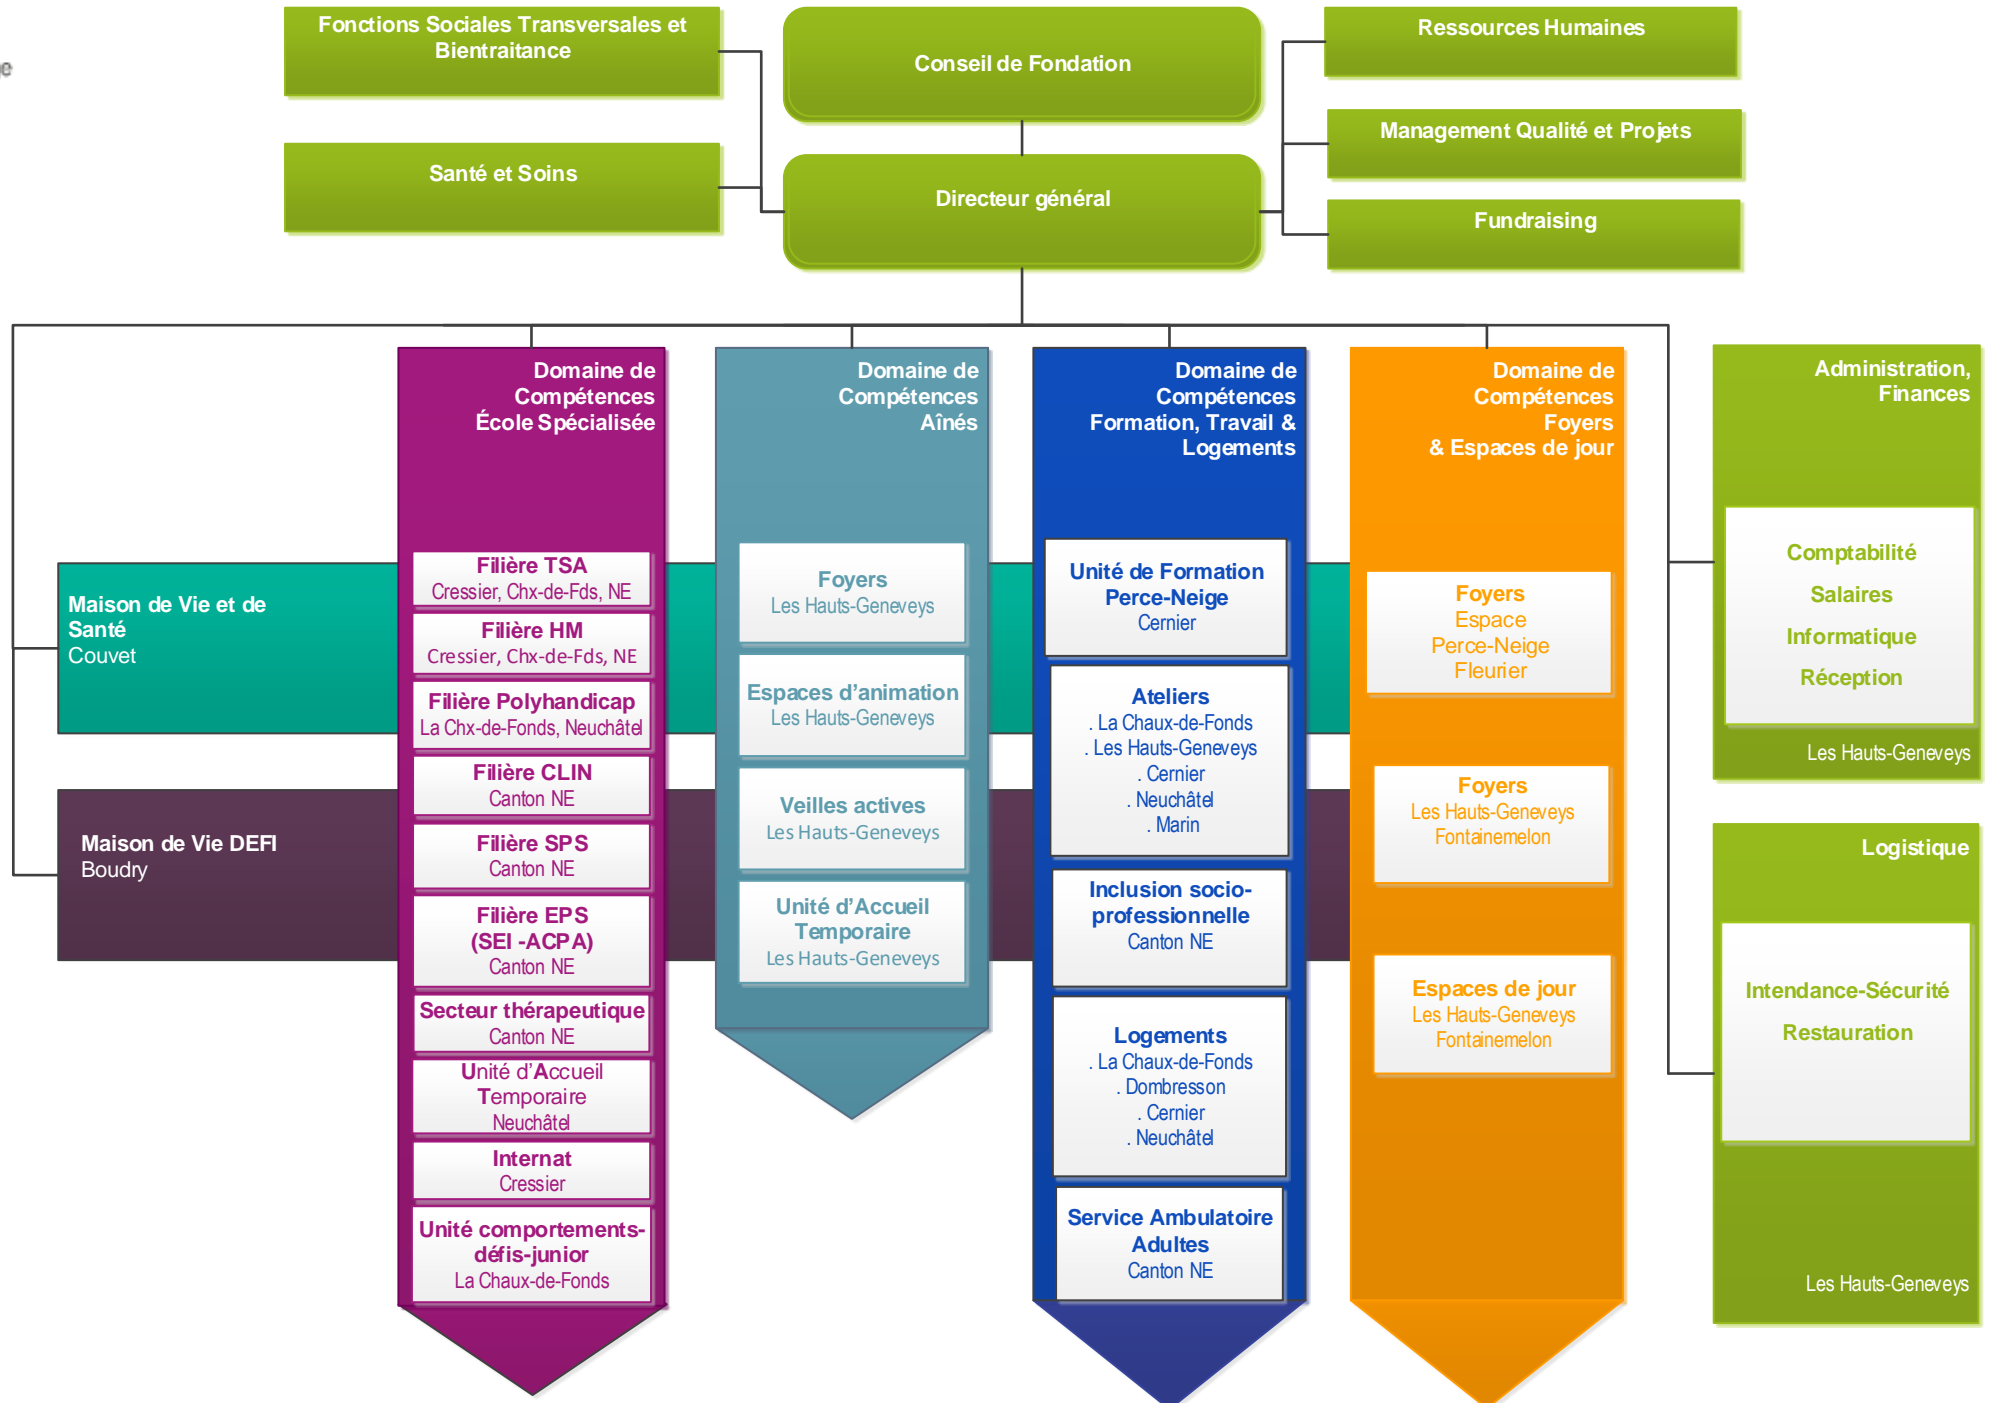 Fonctions Sociales Transversales et
Bientraitance
Santé et Soins
Conseil de Fondation
Directeur général
Ressources Humaines
Management Qualité et Projets
Fundraising
Maison de Vie et de
Santé
Couvet
Maison de Vie DEFI
Boudry
Domaine de
Compétences
École Spécialisée
Filière TSA
Cressier, Chx-de-Fds, NE
Filière HM
Cressier, Chx-de-Fds, NE
Filière Polyhandicap
La Chx-de-Fonds, Neuchâtel
Filière CLIN
Canton NE
Filière SPS
Canton NE
Filière EPS
(SEI -ACPA)
Canton NE
Secteur thérapeutique
Canton NE
Unité d'Accueil
Temporaire
Neuchâtel
Internat
Cressier
Unité comportements-
défis-junior
La Chaux-de-Fonds
Domaine de
Compétences
Aînés
Foyers
Les Hauts-Geneveys
Espaces d'animation
Les Hauts-Geneveys
Veilles actives
Les Hauts-Geneveys
Unité d'Accueil
Temporaire
Les Hauts-Geneveys
Domaine de
Compétences
Formation, Travail &
Logements
Unité de Formation
Perce-Neige
Cernier
Ateliers
. La Chaux-de-Fonds
. Les Hauts-Geneveys
. Cernier
. Neuchâtel
. Marin
Inclusion socio-
professionnelle
Canton NE
Logements
. La Chaux-de-Fonds
. Dombresson
. Cernier
. Neuchâtel
Service Ambulatoire
Adultes
Canton NE
Domaine de
Compétences
Foyers
& Espaces de jour
Foyers
Espace
Perce-Neige
Fleurier
Foyers
Les Hauts-Geneveys
Fontainemelon
Espaces de jour
Les Hauts-Geneveys
Fontainemelon
Administration,
Finances
Comptabilité
Salaires
Informatique
Réception
Les Hauts-Geneveys
Logistique
Intendance-Sécurité
Restauration
Les Hauts-Geneveys